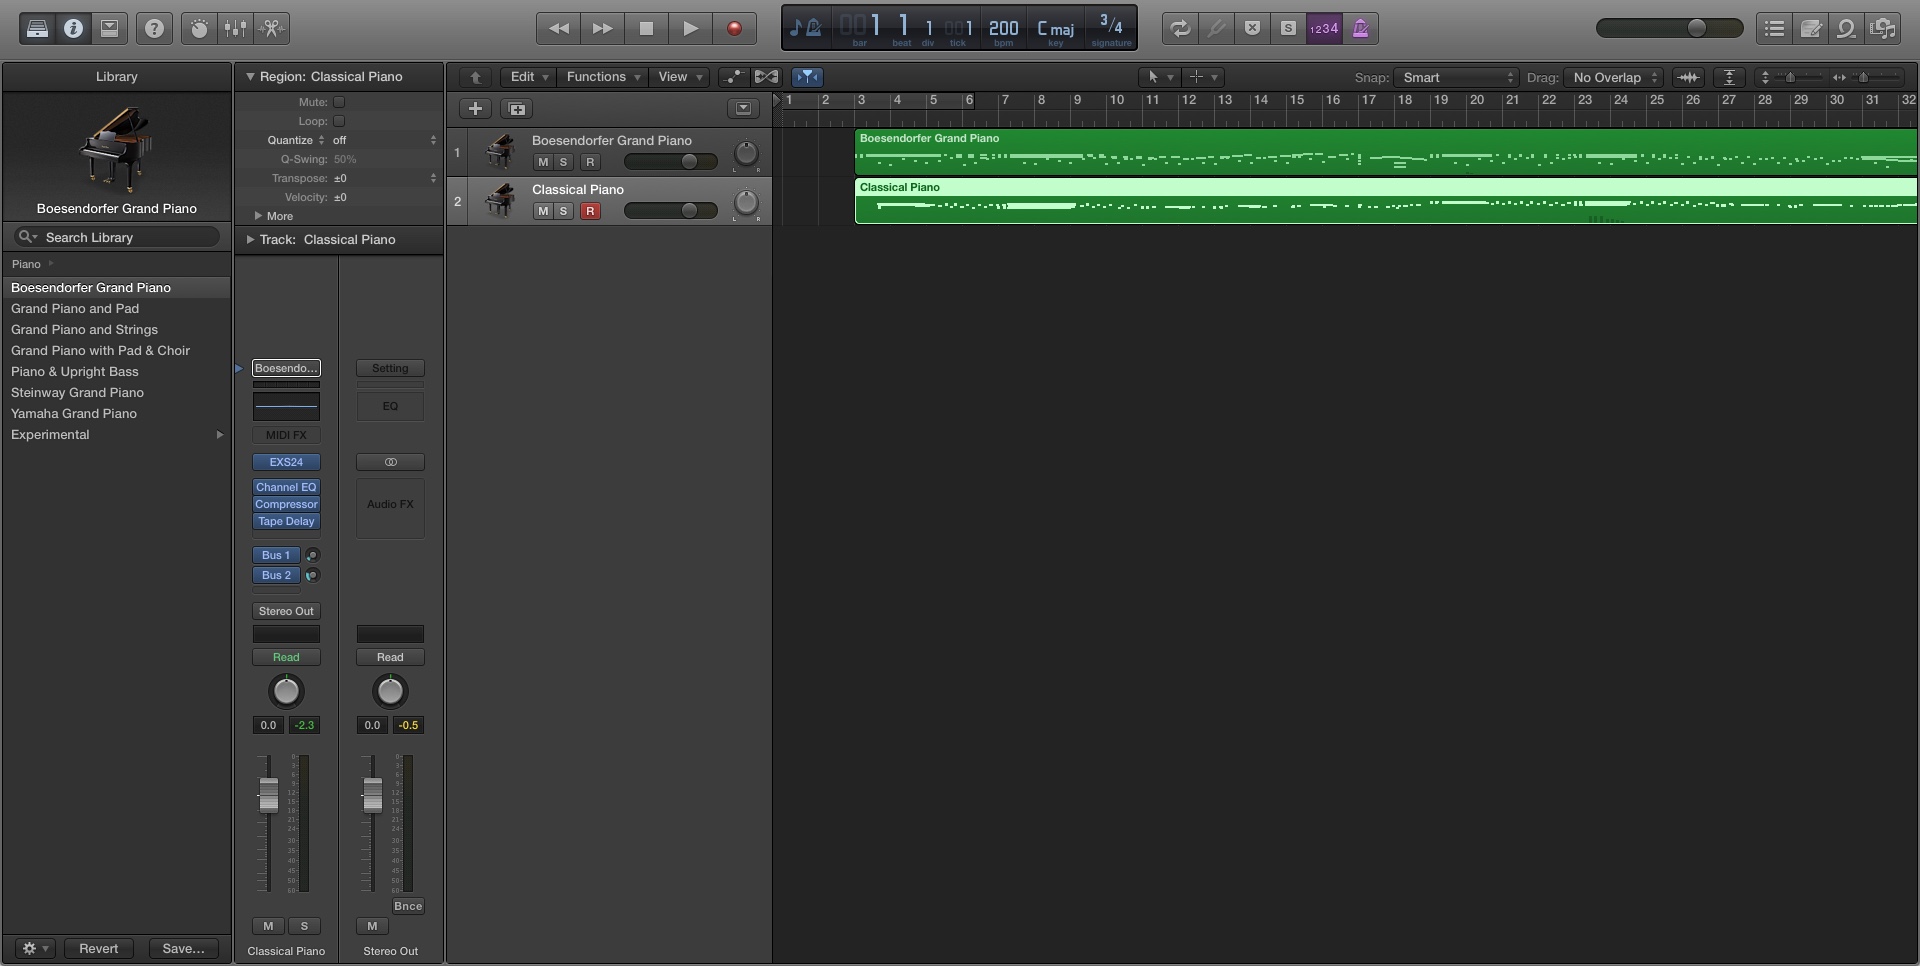 1 1 1 1 200 C maj 3/4
bar beat div tick bpm key signature
S 1234
Library
Boesendorfer Grand Piano
Search Library
Piano
Boesendorfer Grand Piano
Grand Piano and Pad
Grand Piano and Strings
Grand Piano with Pad & Choir
Piano & Upright Bass
Steinway Grand Piano
Yamaha Grand Piano
Experimental
Revert Save...
Region: Classical Piano
Mute:
Loop:
Quantize off
Q-Swing: 50%
Transpose: ±0
Velocity: ±0
More
Track: Classical Piano
Boesendo... Setting
EQ
MIDI FX
EXS24
Channel EQ
Compressor Audio FX
Tape Delay
Bus 1
Bus 2
Stereo Out
Read Read
0.0 -2.3 0.0 -0.5
Bnce
M S M
Classical Piano Stereo Out
Edit Functions View Snap: Smart Drag: No Overlap
1 2 3 4 5 6 7 8 9 10 11 12 13 14 15 16 17 18 19 20 21 22 23 24 25 26 27 28 29 30 31 32
1 Boesendorfer Grand Piano
M S R
L R
2 Classical Piano
M S R
L R
Boesendorfer Grand Piano
Classical Piano